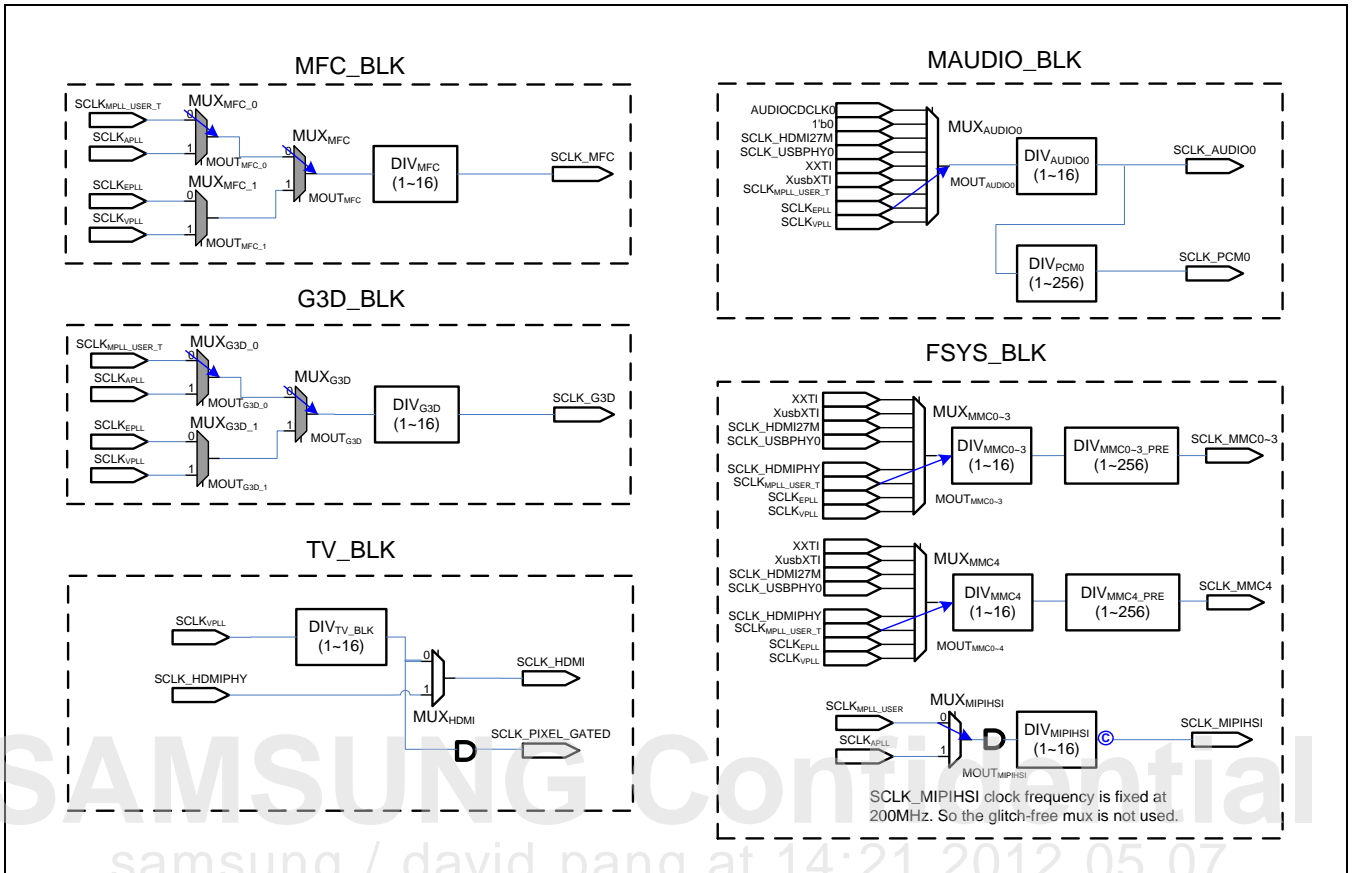 MFC_BLK
SCLKMPLL_USER_T
MUXMFC_0
0
SCLKAPLL
1
MOUTMFC_0
MUXMFC
0
1
MOUTMFC
DIVMFC
(1~16)
SCLK_MFC
SCLKEPLL
MUXMFC_1
0
SCLKVPLL
1
MOUTMFC_1
G3D_BLK
SCLKMPLL_USER_T
MUXG3D_0
0
SCLKAPLL
1
MOUTG3D_0
MUXG3D
0
1
MOUTG3D
DIVG3D
(1~16)
SCLK_G3D
SCLKEPLL
MUXG3D_1
0
SCLKVPLL
1
MOUTG3D_1
TV_BLK
SCLKVPLL
DIVTV_BLK
(1~16)
SCLK_HDMIPHY
0
1
MUXHDMI
SCLK_HDMI
SCLK_PIXEL_GATED
MAUDIO_BLK
AUDIOCDCLK0
1'b0
SCLK_HDMI27M
SCLK_USBPHY0
XXTI
XusbXTI
SCLKMPLL_USER_T
SCLKEPLL
SCLKVPLL
MUXAUDIO0
MOUTAUDIO0
DIVAUDIO0
(1~16)
SCLK_AUDIO0
DIVPCM0
(1~256)
SCLK_PCM0
FSYS_BLK
XXTI
XusbXTI
SCLK_HDMI27M
SCLK_USBPHY0
SCLK_HDMIPHY
SCLKMPLL_USER_T
SCLKEPLL
SCLKVPLL
MUXMMC0~3
MOUTMMC0~3
DIVMMC0~3
(1~16)
DIVMMC0~3_PRE
(1~256)
SCLK_MMC0~3
XXTI
XusbXTI
SCLK_HDMI27M
SCLK_USBPHY0
SCLK_HDMIPHY
SCLKMPLL_USER_T
SCLKEPLL
SCLKVPLL
MUXMMC4
MOUTMMC0~4
DIVMMC4
(1~16)
DIVMMC4_PRE
(1~256)
SCLK_MMC4
SCLKMPLL_USER
SCLKAPLL
0
1
MUXMIPIHSI
MOUTMIPIHSI
DIVMIPIHSI
(1~16)
©
SCLK_MIPIHSI
SCLK_MIPIHSI clock frequency is fixed at
200MHz. So the glitch-free mux is not used.
SAMSUNG Confidential
samsung / david.pang at 14:21,2012.05.07